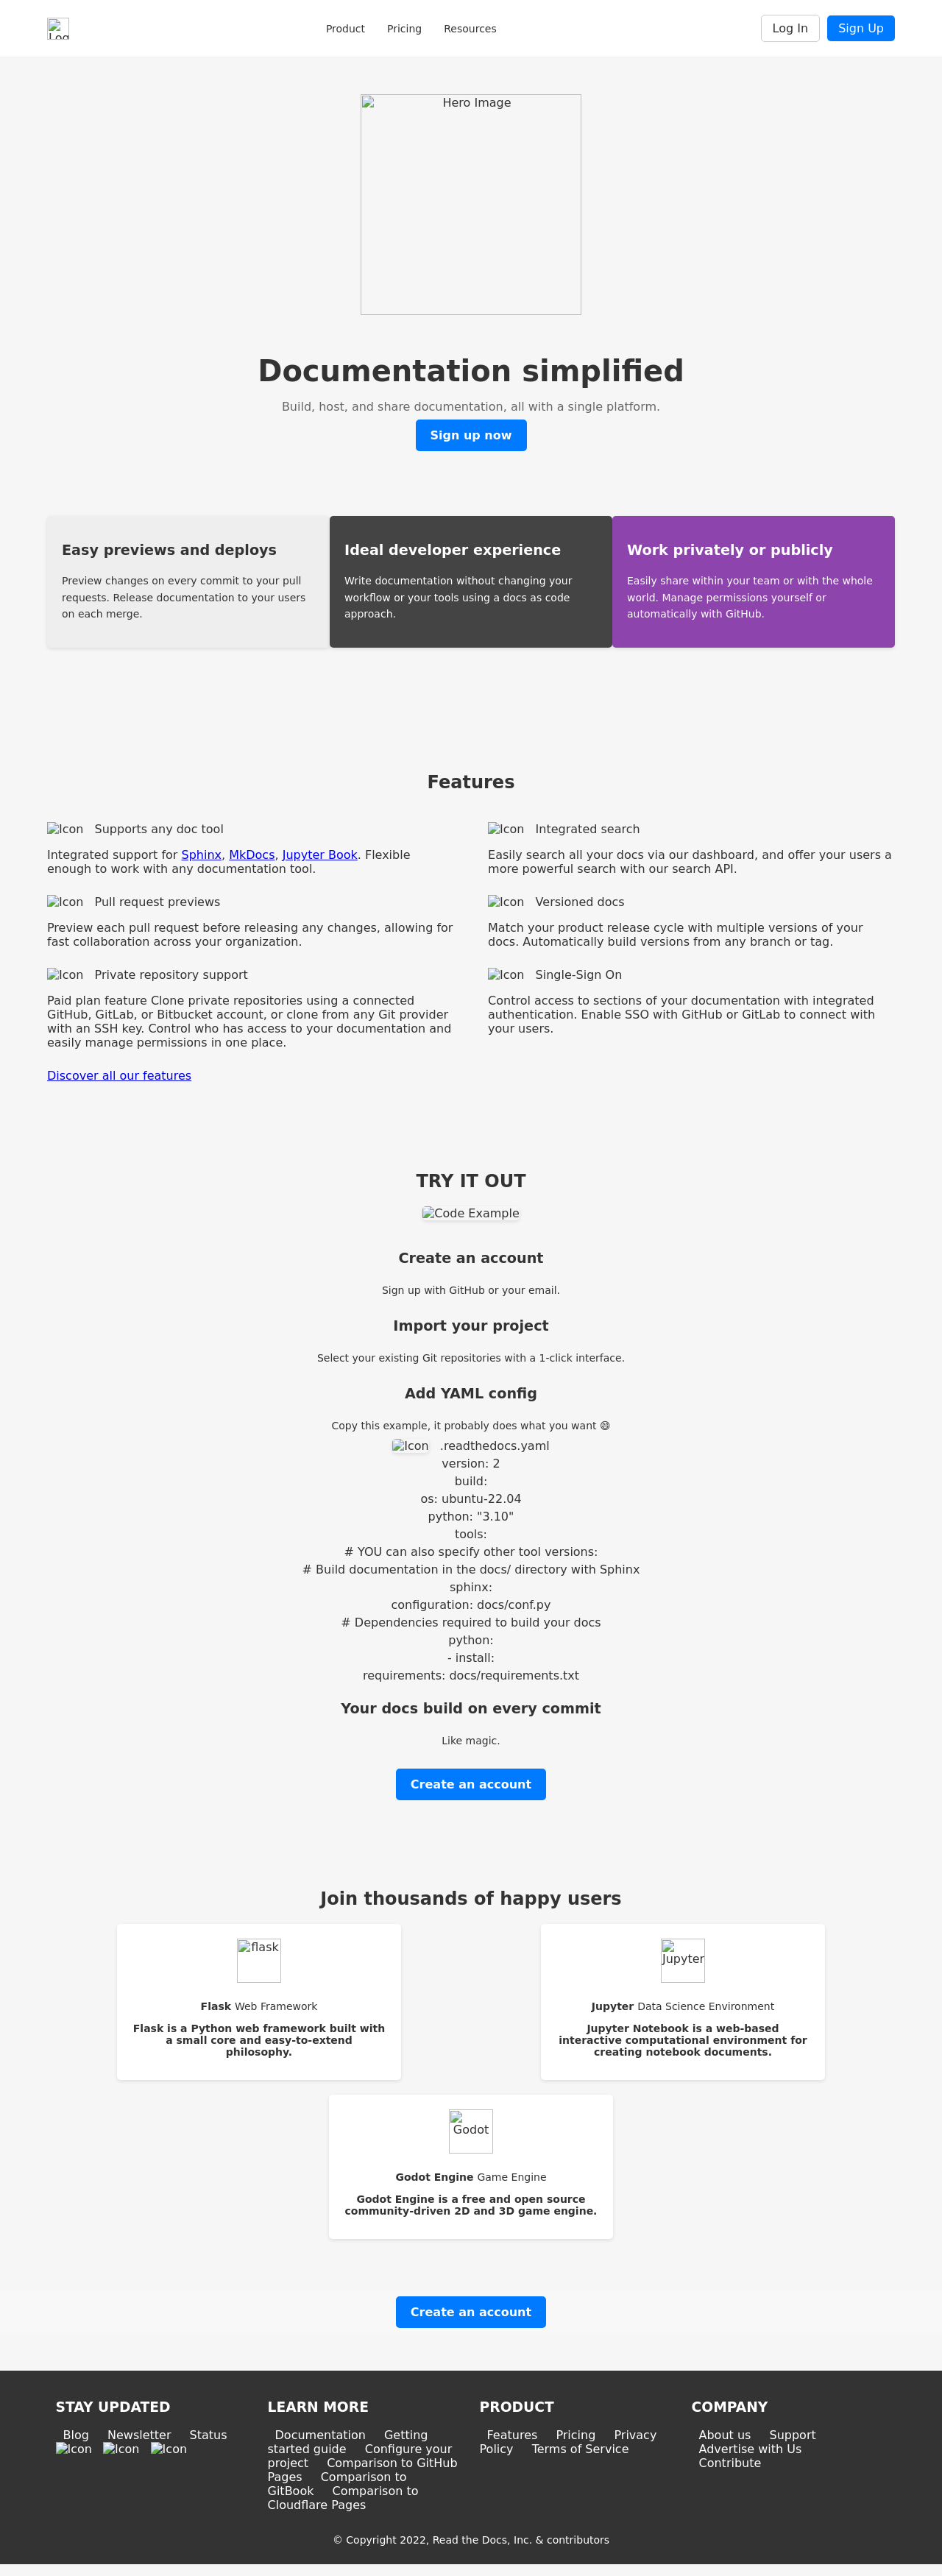 Log
Product Pricing Resources
Log In Sign Up
Hero Image
Documentation simplified
Build, host, and share documentation, all with a single platform.
Sign up now
Easy previews and deploys
Preview changes on every commit to your pull
requests. Release documentation to your users
on each merge.
Ideal developer experience
Write documentation without changing your
workflow or your tools using a docs as code
approach.
Work privately or publicly
Easily share within your team or with the whole
world. Manage permissions yourself or
automatically with GitHub.
Features
Icon Supports any doc tool
Integrated support for Sphinx, MkDocs, Jupyter Book. Flexible
enough to work with any documentation tool.
Icon Integrated search
Easily search all your docs via our dashboard, and offer your users a
more powerful search with our search API.
Icon Pull request previews
Preview each pull request before releasing any changes, allowing for
fast collaboration across your organization.
Icon Versioned docs
Match your product release cycle with multiple versions of your
docs. Automatically build versions from any branch or tag.
Icon Private repository support
Paid plan feature Clone private repositories using a connected
GitHub, GitLab, or Bitbucket account, or clone from any Git provider
with an SSH key. Control who has access to your documentation and
easily manage permissions in one place.
Icon Single-Sign On
Control access to sections of your documentation with integrated
authentication. Enable SSO with GitHub or GitLab to connect with
your users.
Discover all our features
TRY IT OUT
Code Example
Create an account
Sign up with GitHub or your email.
Import your project
Select your existing Git repositories with a 1-click interface.
Add YAML config
Copy this example, it probably does what you want 😄
Icon .readthedocs.yaml
version: 2
build:
os: ubuntu-22.04
python: "3.10"
tools:
# YOU can also specify other tool versions:
# Build documentation in the docs/ directory with Sphinx
sphinx:
configuration: docs/conf.py
# Dependencies required to build your docs
python:
- install:
requirements: docs/requirements.txt
Your docs build on every commit
Like magic.
Create an account
Join thousands of happy users
flask
Flask Web Framework
Flask is a Python web framework built with
a small core and easy-to-extend
philosophy.
Jupyter
Jupyter Data Science Environment
Jupyter Notebook is a web-based
interactive computational environment for
creating notebook documents.
Godot
Godot Engine Game Engine
Godot Engine is a free and open source
community-driven 2D and 3D game engine.
Create an account
STAY UPDATED
Blog Newsletter Status
Icon Icon Icon
LEARN MORE
Documentation Getting
started guide Configure your
project Comparison to GitHub
Pages Comparison to
GitBook Comparison to
Cloudflare Pages
PRODUCT
Features Pricing Privacy
Policy Terms of Service
COMPANY
About us Support
Advertise with Us
Contribute
© Copyright 2022, Read the Docs, Inc. & contributors